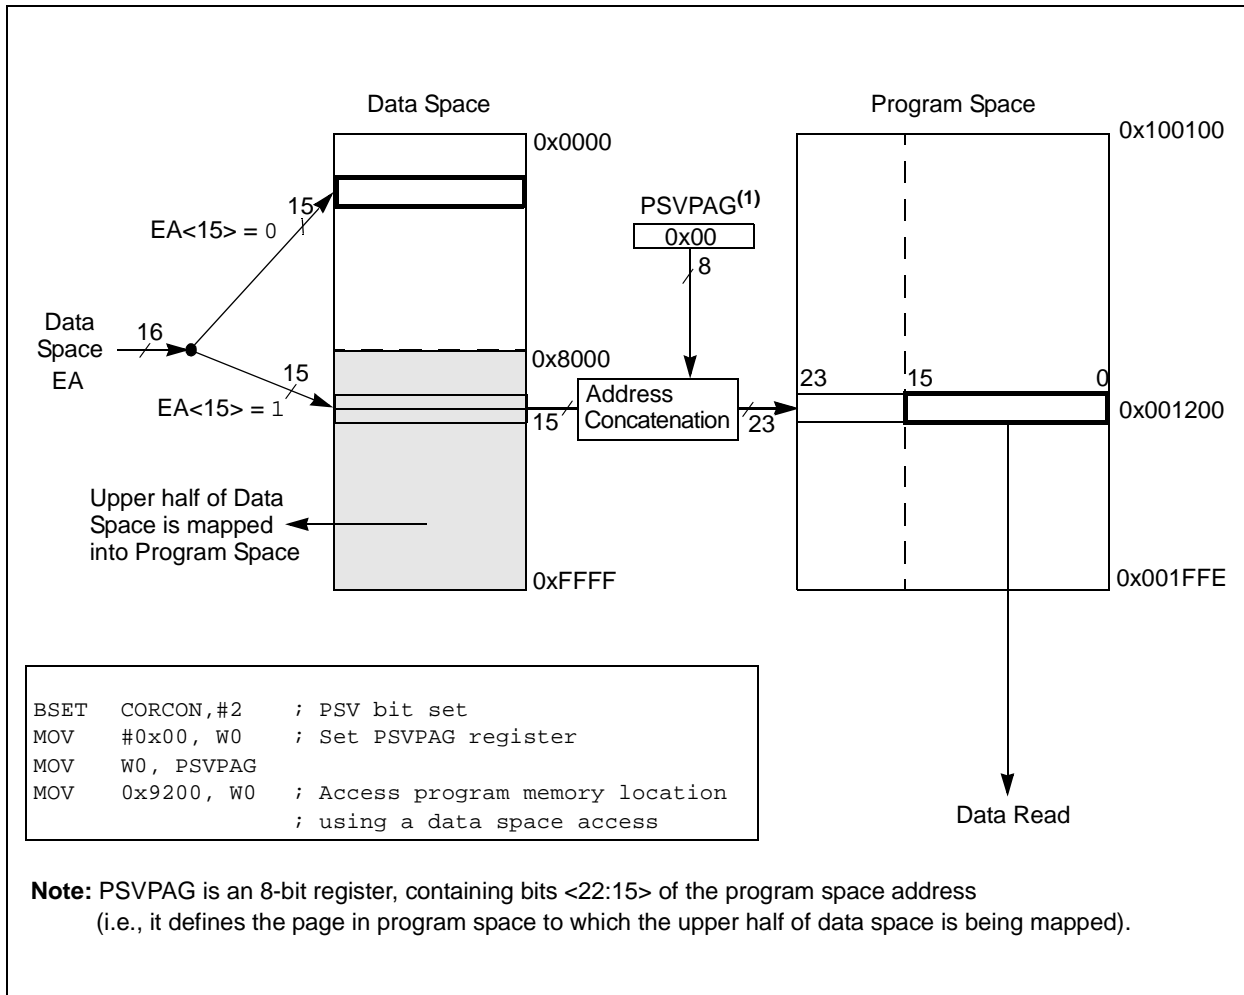 Data Space
Program Space
0x0000
0x100100
15
PSVPAG(1)
EA<15> = 0
0x00
8
Data
Space
EA
16
0x8000
15
EA<15> = 1
15
Address
Concatenation
23
23
15
0
0x001200
Upper half of Data
Space is mapped
into Program Space
0xFFFF
0x001FFE
BSET CORCON,#2 ; PSV bit set
MOV #0x00, W0 ; Set PSVPAG register
MOV W0, PSVPAG
MOV 0x9200, W0 ; Access program memory location
; using a data space access
Data Read
Note: PSVPAG is an 8-bit register, containing bits <22:15> of the program space address
(i.e., it defines the page in program space to which the upper half of data space is being mapped).